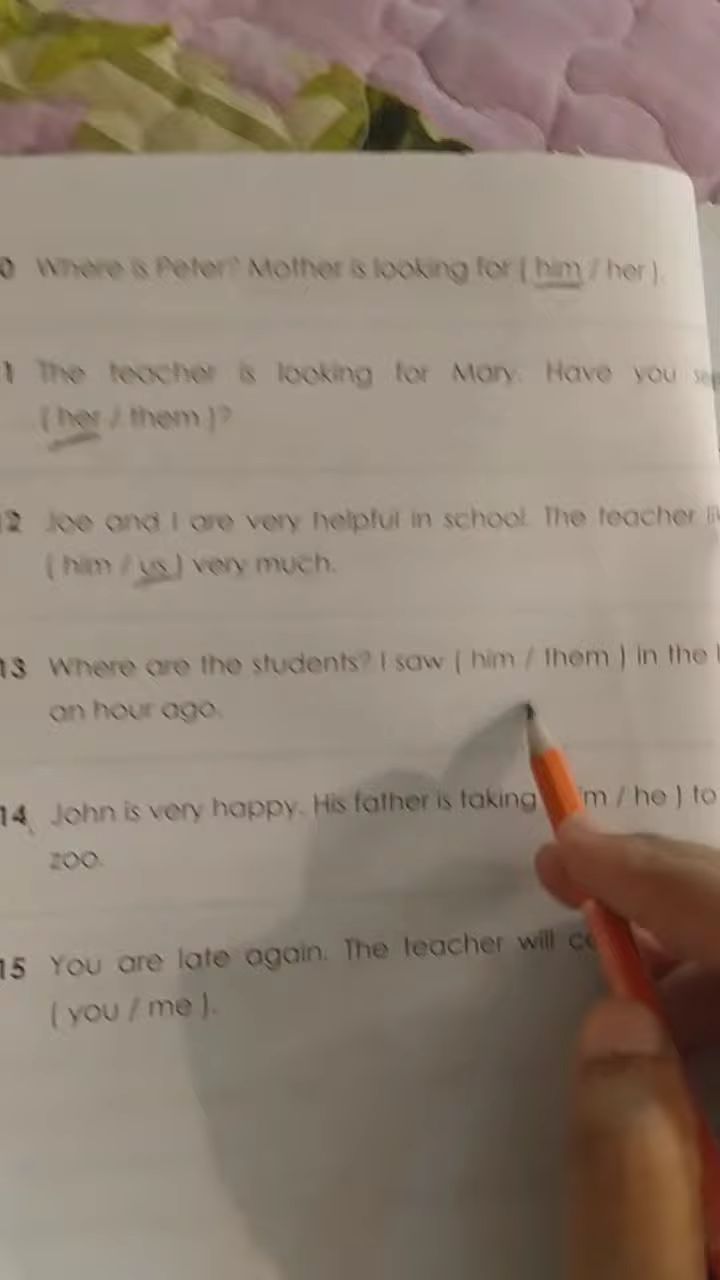 0 Where is Peter? Mother is looking for ( him / her ).
1 The teacher is looking for Mary. Have you
( her / them )?
12 Joe and I are very helpful in school. The teacher
( him / us ) very much.
13 Where are the students? I saw ( him / them ) in the
an hour ago.
14 John is very happy. His father is taking / he ) to
zoo.
15 You are late again. The teacher will
( you / me ).